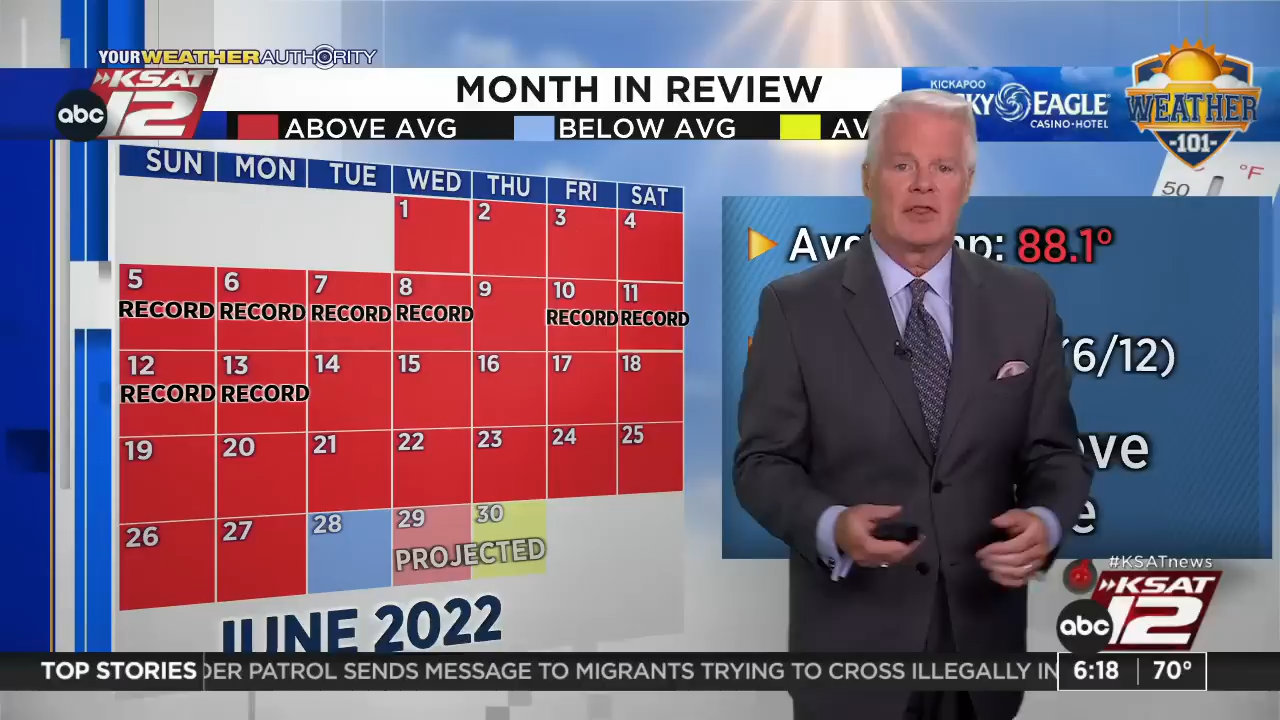 YOUR WEATHER AUTHORITY
KSAT
abc 12
MONTH IN REVIEW
KICKAPOO
EAGLE
CASINO•HOTEL
WEATHER
-101-
ABOVE AVG
BELOW AVG
°F
50
SUN MON TUE WED THU FRI SAT
1 2 3 4
5 6 7 8 9 10 11
RECORD RECORD RECORD RECORD RECORD RECORD
12 13 14 15 16 17 18
RECORD RECORD
19 20 21 22 23 24 25
26 27 28 29 30
PROJECTED
JUNE 2022
88.1°
(6/12)
#KSATnews
KSAT
abc 12
TOP STORIES
PATROL SENDS MESSAGE TO MIGRANTS TRYING TO CROSS ILLEGALLY IN
6:18 70°